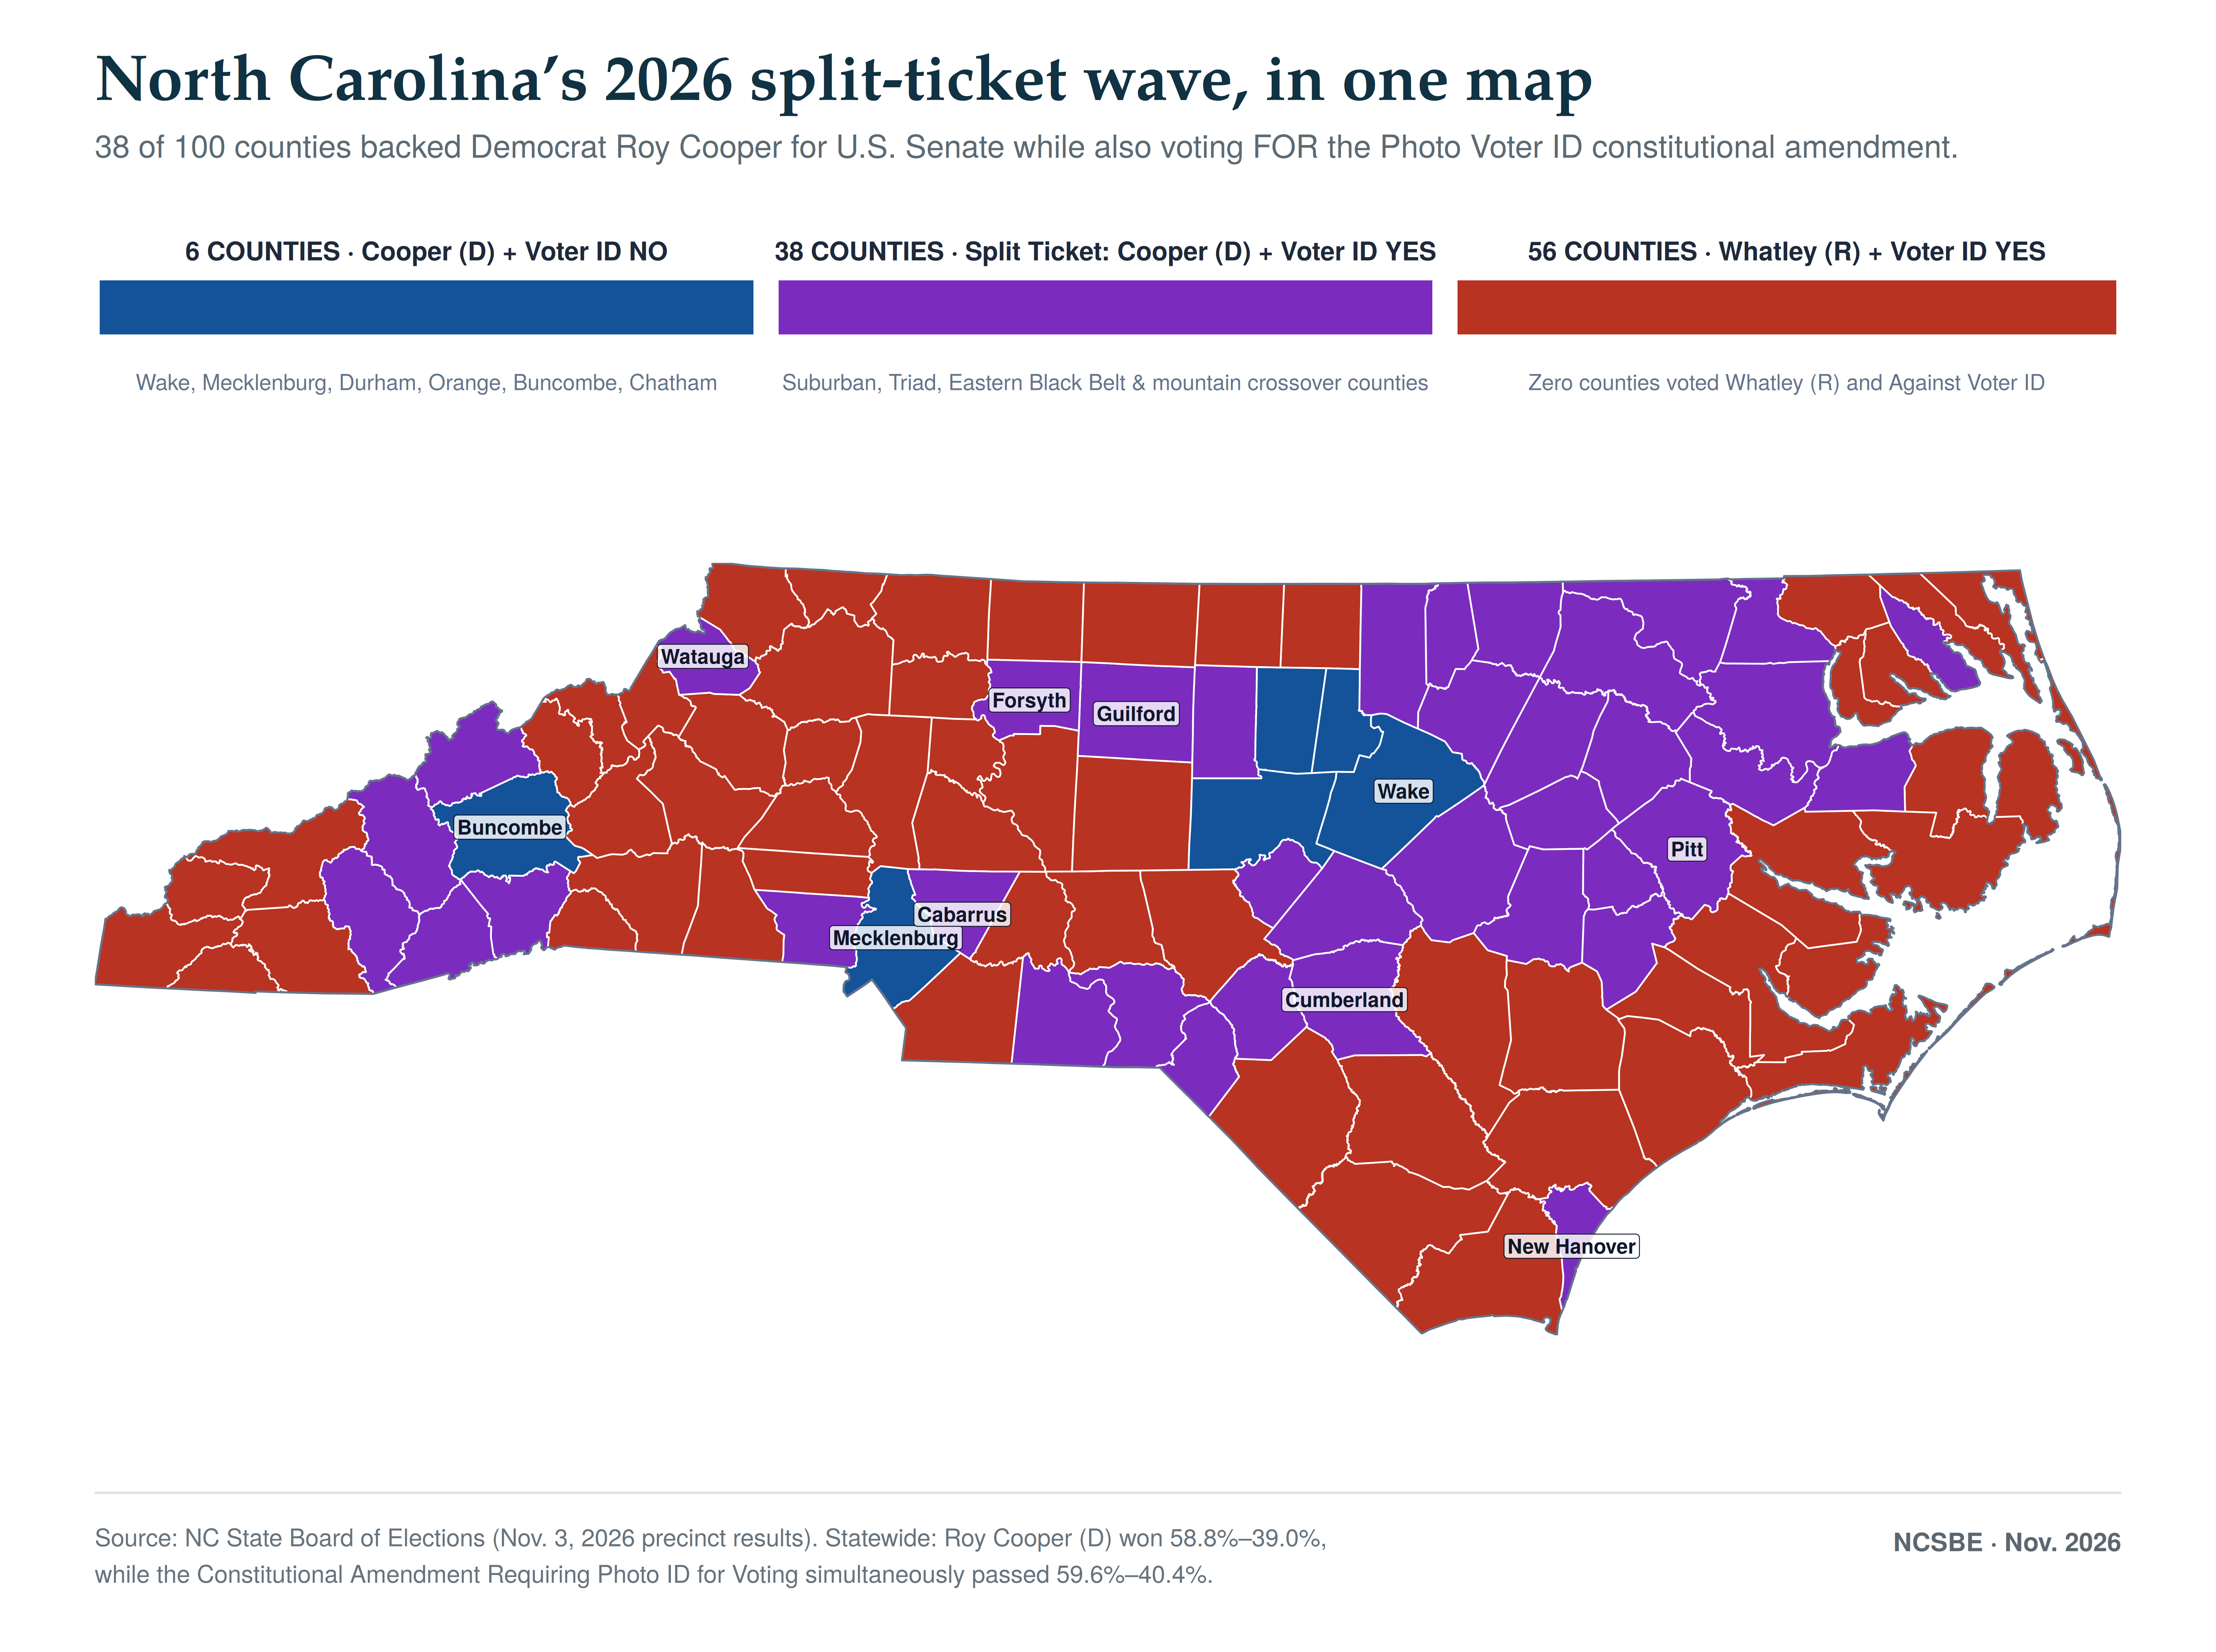 North Carolina’s 2026 split-ticket wave, in one map
38 of 100 counties backed Democrat Roy Cooper for U.S. Senate while also voting FOR the Photo Voter ID constitutional amendment.
6 COUNTIES · Cooper (D) + Voter ID NO
38 COUNTIES · Split Ticket: Cooper (D) + Voter ID YES
56 COUNTIES · Whatley (R) + Voter ID YES
Wake, Mecklenburg, Durham, Orange, Buncombe, Chatham
Suburban, Triad, Eastern Black Belt & mountain crossover counties
Zero counties voted Whatley (R) and Against Voter ID
Watauga
Forsyth
Guilford
Wake
Buncombe
Pitt
Cabarrus
Mecklenburg
Cumberland
New Hanover
Source: NC State Board of Elections (Nov. 3, 2026 precinct results). Statewide: Roy Cooper (D) won 58.8%–39.0%,
while the Constitutional Amendment Requiring Photo ID for Voting simultaneously passed 59.6%–40.4%.
NCSBE · Nov. 2026